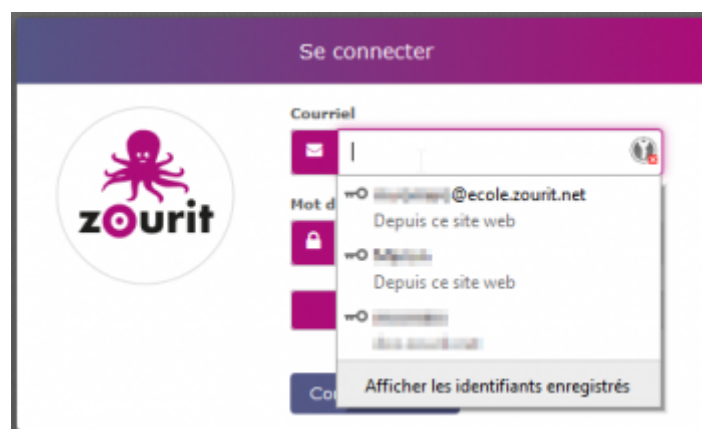 Se connecter
Courriel
zourit
@ecole.zourit.net
Mot d
Depuis ce site web
Depuis ce site web
Afficher les identifiants enregistrés
Co